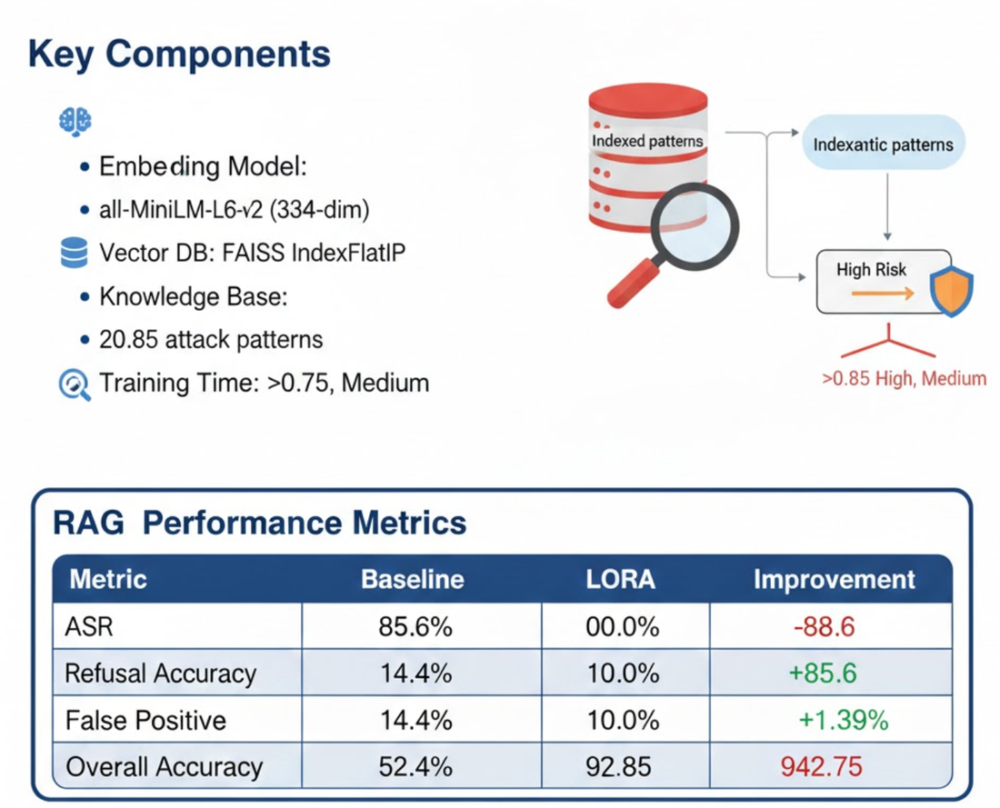 Key Components
• Embeding Model:
• all-MiniLM-L6-v2 (334-dim)
Vector DB: FAISS IndexFlatIP
• Knowledge Base:
• 20.85 attack patterns
Training Time: >0.75, Medium
Indexed patterns
Indexantic patterns
High Risk
>0.85 High, Medium
RAG Performance Metrics
Metric Baseline LORA Improvement
ASR 85.6% 00.0% -88.6
Refusal Accuracy 14.4% 10.0% +85.6
False Positive 14.4% 10.0% +1.39%
Overall Accuracy 52.4% 92.85 942.75